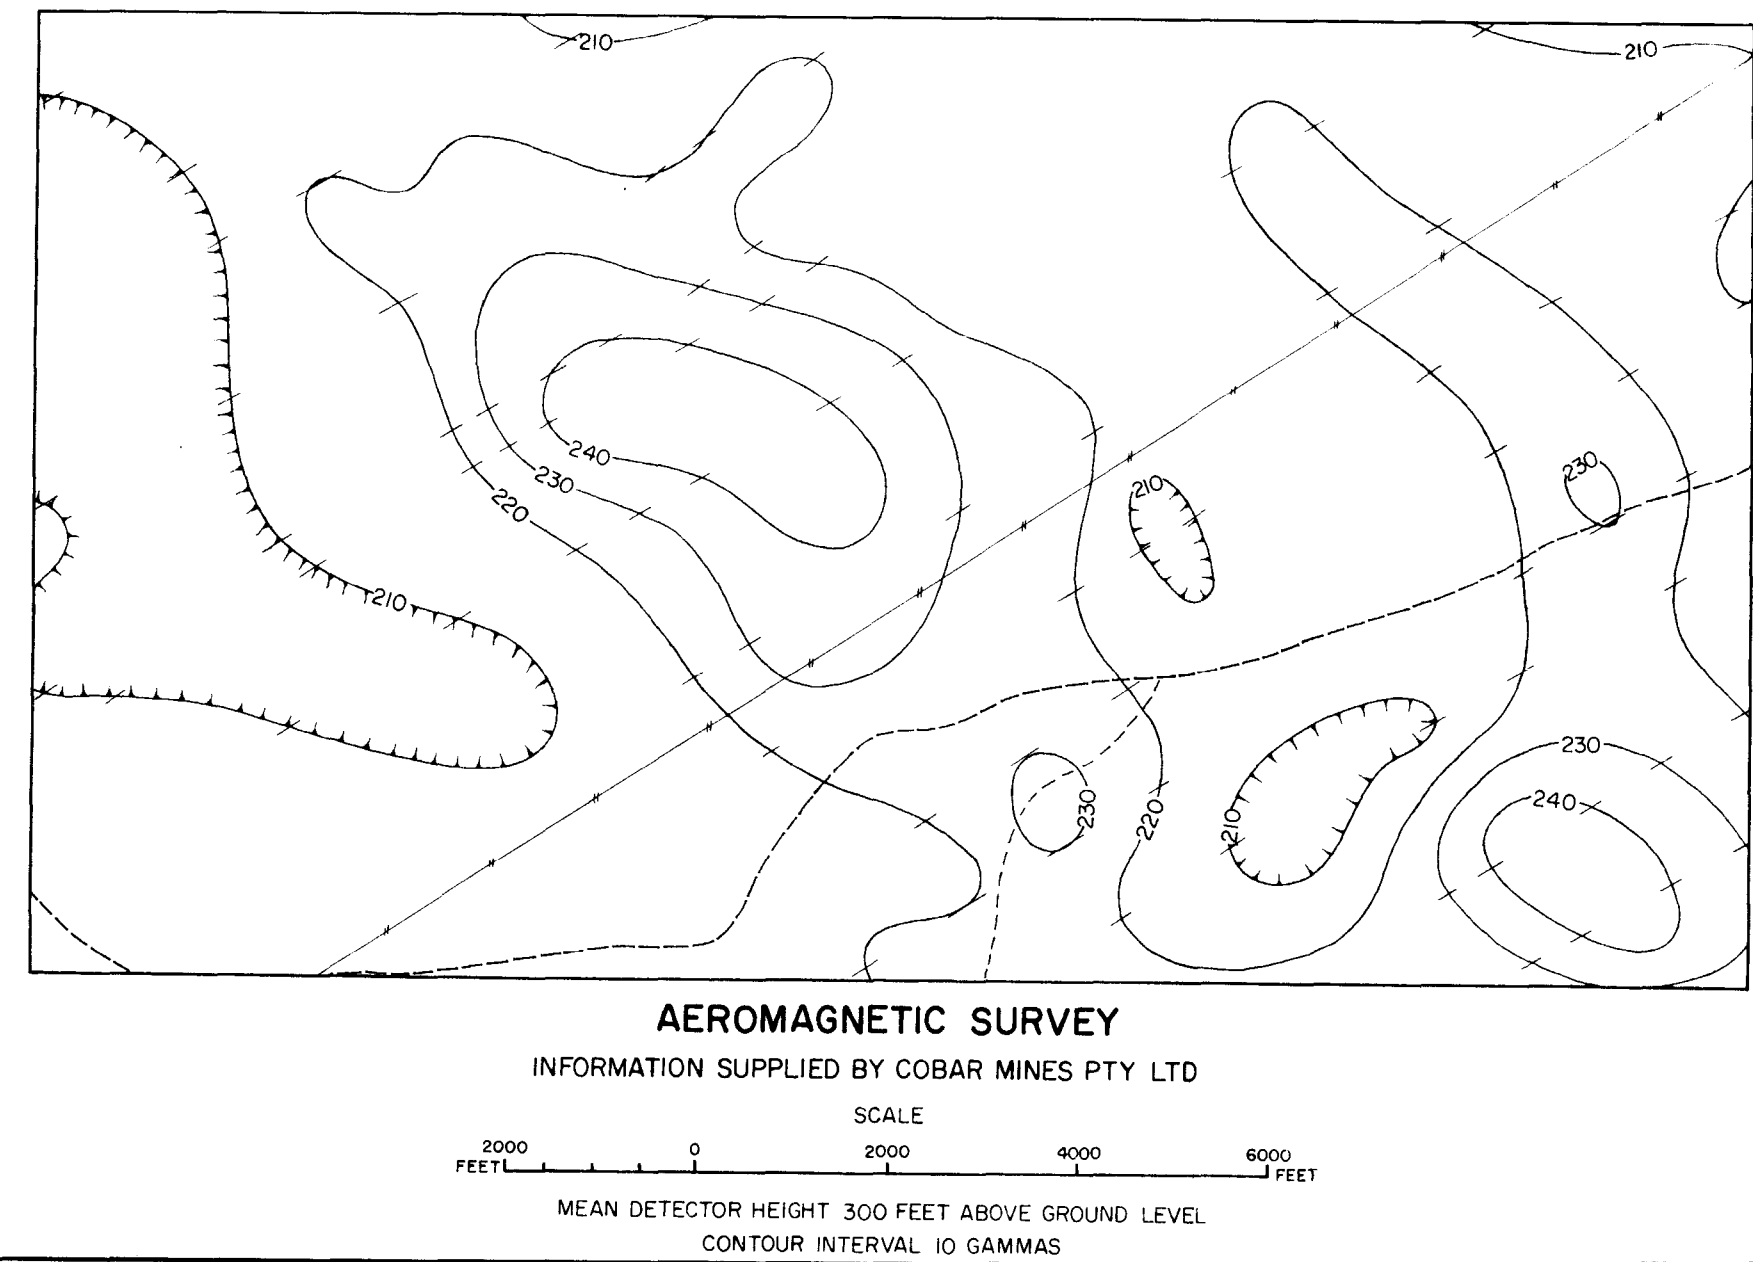 210
210
240
230
220
210
230
210
230
240
230
220
210
AEROMAGNETIC SURVEY
INFORMATION SUPPLIED BY COBAR MINES PTY LTD
SCALE
2000 0 2000 4000 6000
FEET FEET
MEAN DETECTOR HEIGHT 300 FEET ABOVE GROUND LEVEL
CONTOUR INTERVAL 10 GAMMAS